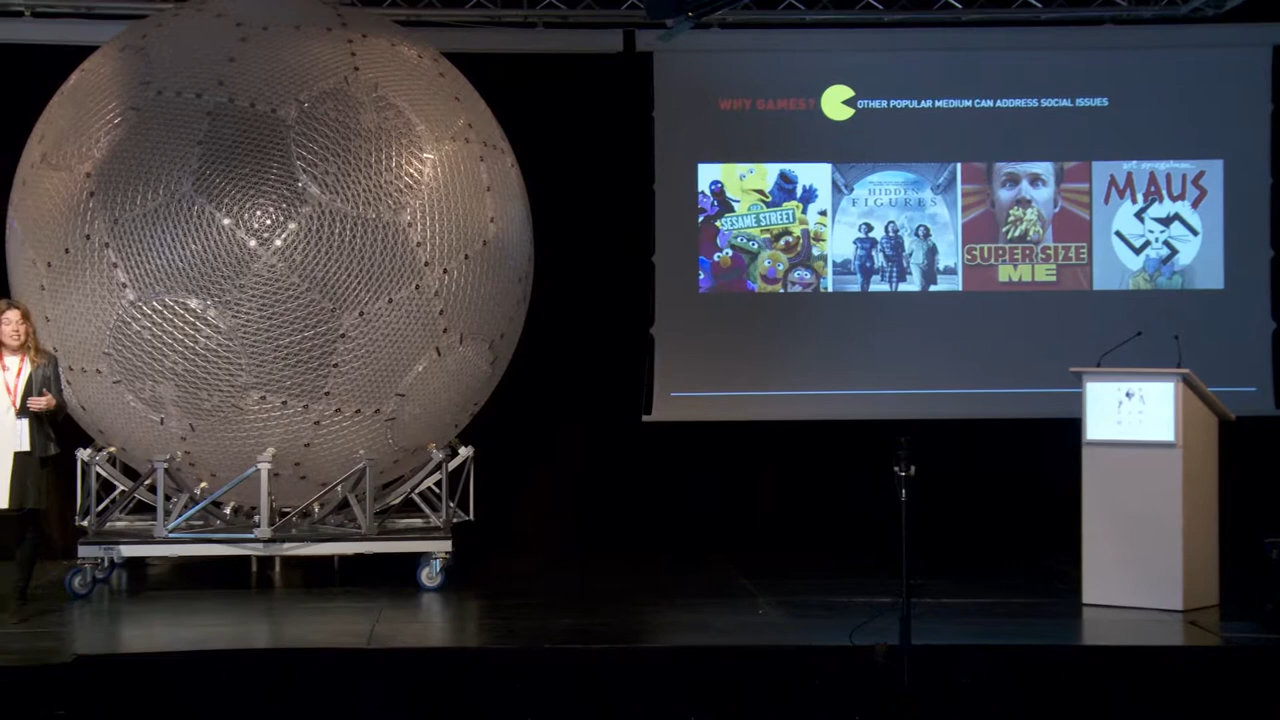 WHY GAMES? OTHER POPULAR MEDIUM CAN ADDRESS SOCIAL ISSUES
123
SESAME STREET
HIDDEN
FIGURES
SUPER SIZE
ME
art spiegelman
MAUS